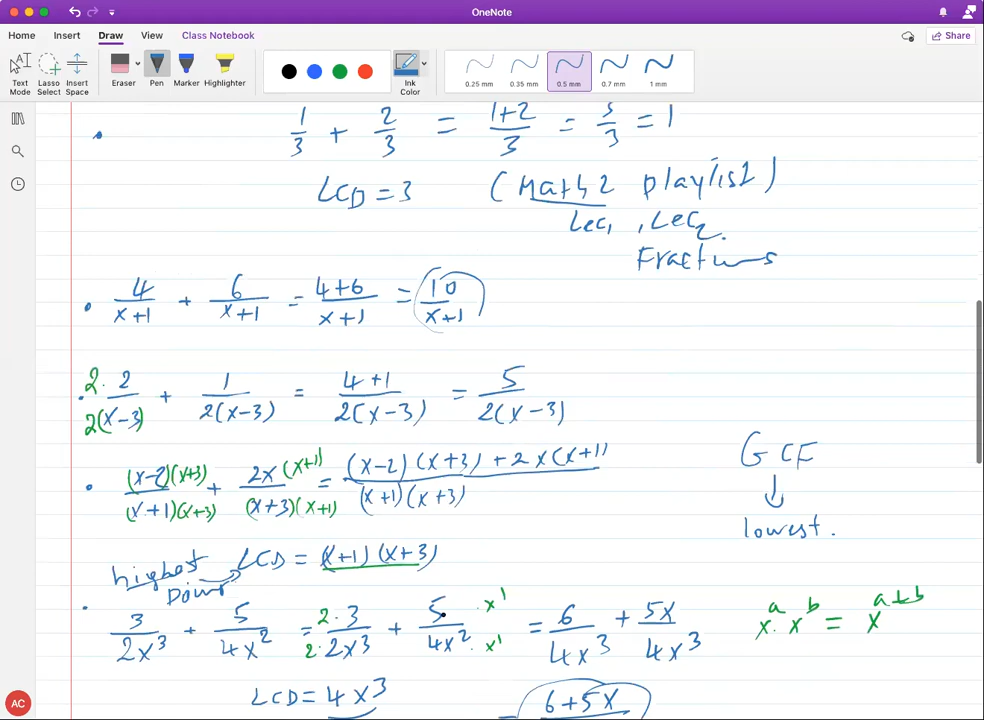 OneNote
Home Insert Draw View Class Notebook Share
Text Mode Lasso Select Insert Space Eraser Pen Marker Highlighter Ink Color 0.25 mm 0.35 mm 0.5 mm 0.7 mm 1 mm
1/3 + 2/3 = (1+2)/3 = 3/3 = 1
LCD = 3 (Math 2 playlist)
Lec1, Lec2
Fractions
4/(x+1) + 6/(x+1) = (4+6)/(x+1) = 10/(x+1)
2·2/2(x-3) + 1/2(x-3) = (4+1)/2(x-3) = 5/2(x-3)
(x-2)(x+3)/(x+1)(x+3) + 2x(x+1)/(x+3)(x+1) = ((x-2)(x+3) + 2x(x+1))/(x+1)(x+3)
GCF
↓
lowest.
highest power → LCD = (x+1)(x+3)
3/2x³ + 5/4x² = 2·3/2·2x³ + 5·x¹/4x²·x¹ = 6/4x³ + 5x/4x³
x^a · x^b = x^(a+b)
LCD = 4x³ = 6+5x
AC